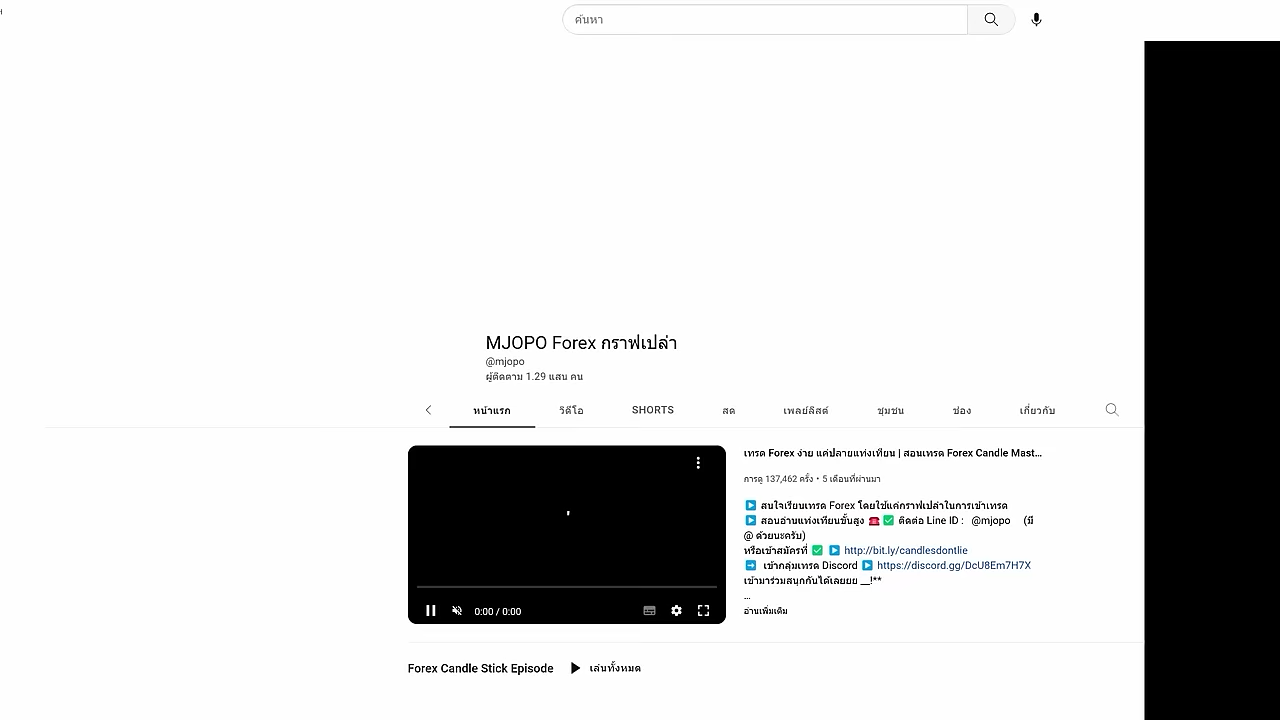 ค้นหา
MJOPO Forex กราฟเปล่า
@mjopo
ผู้ติดตาม 1.29 แสน คน
หน้าแรก วิดีโอ SHORTS สด เพลย์ลิสต์ ชุมชน ช่อง เกี่ยวกับ
เทรด Forex ง่าย แค่ปลายแท่งเทียน | สอนเทรด Forex Candle Mast...
การดู 137,462 ครั้ง • 5 เดือนที่ผ่านมา
▶️ สนใจเรียนเทรด Forex โดยใช้แค่กราฟเปล่าในการเข้าเทรด
▶️ สอนอ่านแท่งเทียนขั้นสูง ☎️ ✅ ติดต่อ Line ID : @mjopo (มี
@ ด้วยนะครับ)
หรือเข้าสมัครที่ ✅ ▶️ http://bit.ly/candlesdontlie
➡️ เข้ากลุ่มเทรด Discord ▶️ https://discord.gg/DcU8Em7H7X
เข้ามาร่วมสนุกกันได้เลยยย __!**
...
อ่านเพิ่มเติม
0:00 / 0:00
Forex Candle Stick Episode เล่นทั้งหมด